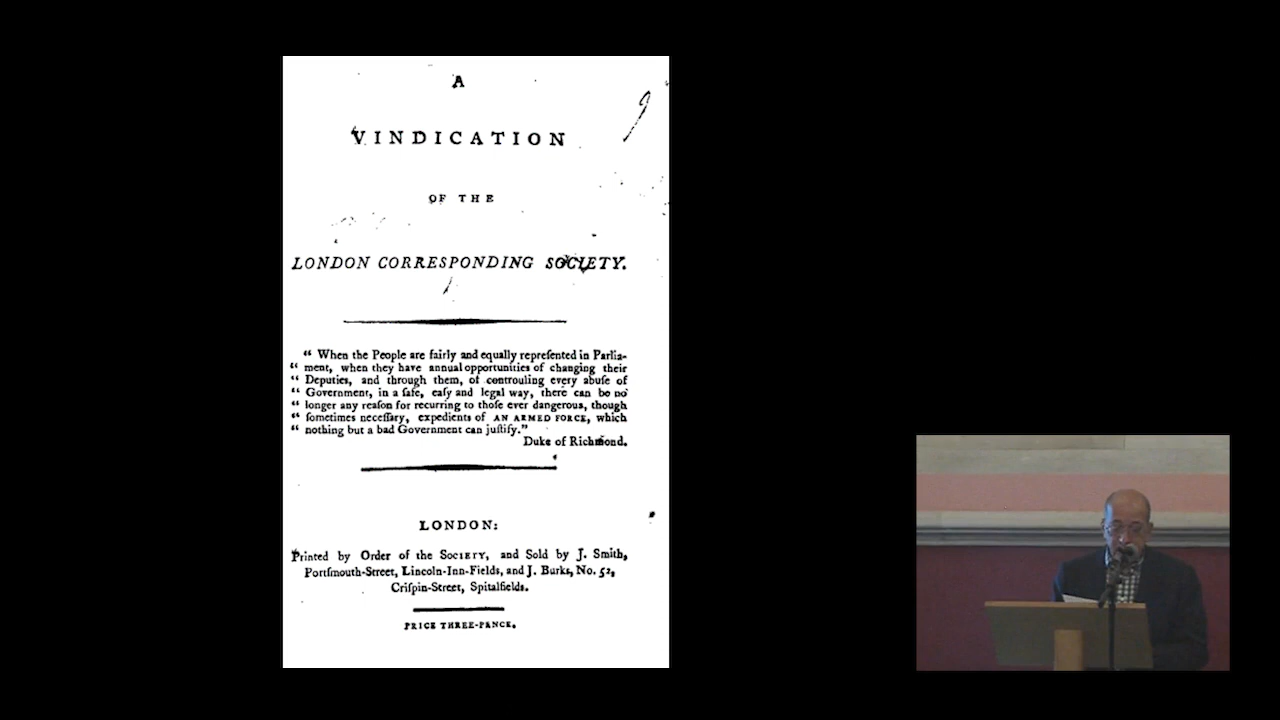 A
VINDICATION
OF THE
LONDON CORRESPONDING SOCIETY.
“ When the People are fairly and equally repreſented in Parlia-
“ ment, when they have annual opportunities of changing their
“ Deputies, and through them, of controuling every abuſe of
“ Government, in a ſafe, eaſy and legal way, there can be no
“ longer any reaſon for recurring to thoſe ever dangerous, though
“ ſometimes neceſſary, expedients of AN ARMED FORCE, which
“ nothing but a bad Government can juſtify.”
Duke of Richmond.
LONDON:
Printed by Order of the SOCIETY, and Sold by J. Smith,
Portſmouth-Street, Lincoln-Inn-Fields, and J. Burks, No. 52,
Criſpin-Street, Spitalfields.
PRICE THREE-PENCE.